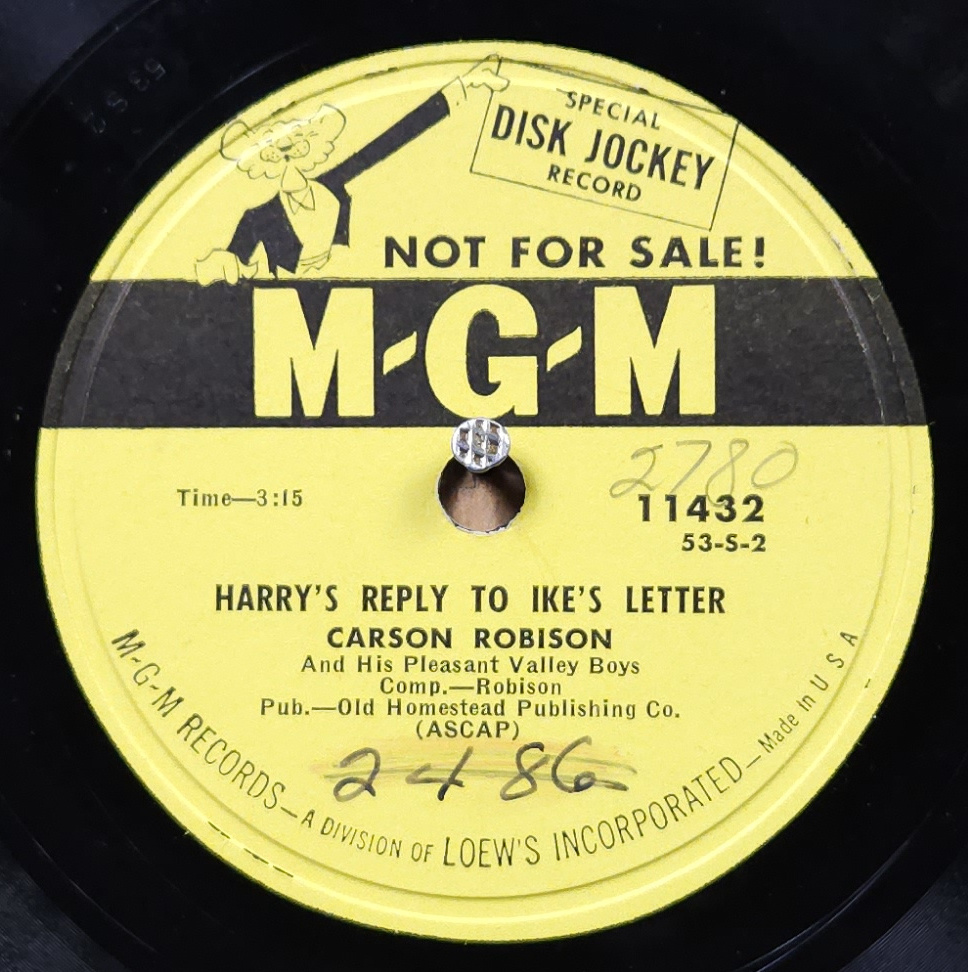 SPECIAL
DISK JOCKEY
RECORD
NOT FOR SALE!
M-G-M
2780
Time—3:15
11432
53-S-2
HARRY'S REPLY TO IKE'S LETTER
CARSON ROBISON
And His Pleasant Valley Boys
Comp.—Robison
Pub.—Old Homestead Publishing Co.
(ASCAP)
2486
M-G-M RECORDS—A DIVISION OF LOEW'S INCORPORATED—Made In U S A
53 S 2